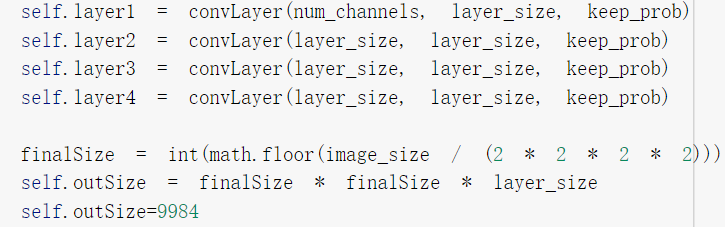 self.layer1 = convLayer(num_channels, layer_size, keep_prob)
self.layer2 = convLayer(layer_size, layer_size, keep_prob)
self.layer3 = convLayer(layer_size, layer_size, keep_prob)
self.layer4 = convLayer(layer_size, layer_size, keep_prob)
finalSize = int(math.floor(image_size / (2 * 2 * 2 * 2)))
self.outSize = finalSize * finalSize * layer_size
self.outSize=9984